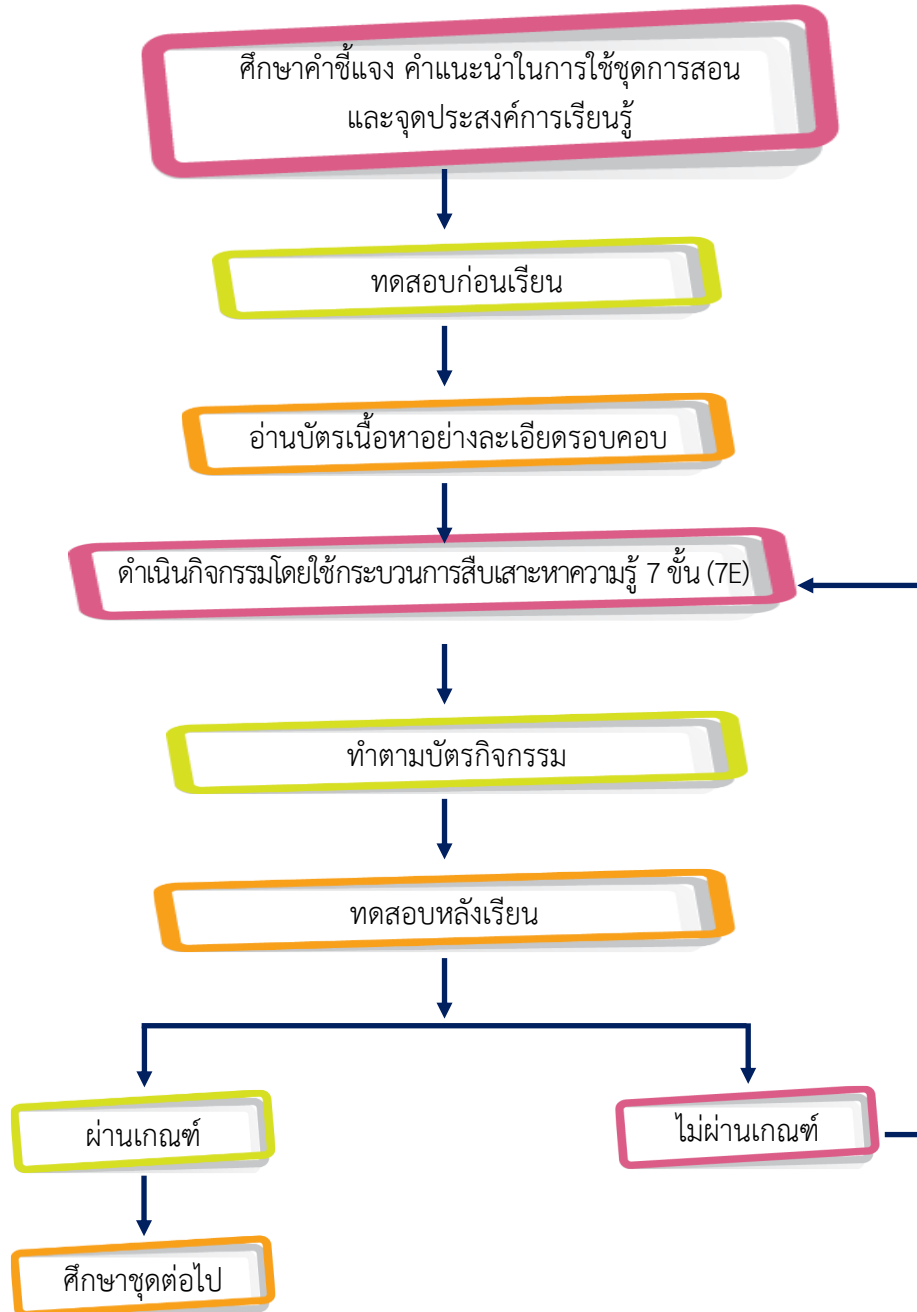 ศึกษาคำชี้แจง คำแนะนำในการใช้ชุดการสอน
และจุดประสงค์การเรียนรู้
ทดสอบก่อนเรียน
อ่านบัตรเนื้อหาอย่างละเอียดรอบคอบ
ดำเนินกิจกรรมโดยใช้กระบวนการสืบเสาะหาความรู้ 7 ขั้น (7E)
ทำตามบัตรกิจกรรม
ทดสอบหลังเรียน
ผ่านเกณฑ์
ไม่ผ่านเกณฑ์
ศึกษาชุดต่อไป